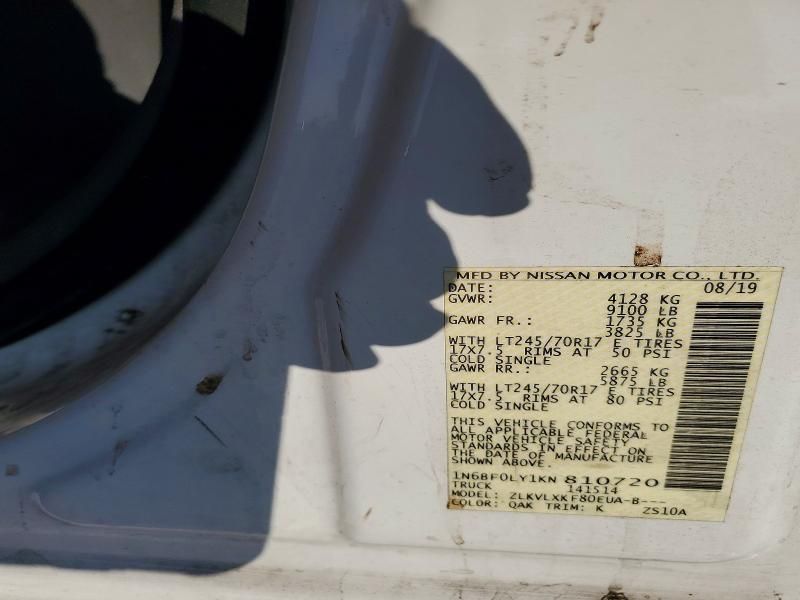 MFD BY NISSAN MOTOR CO., LTD.
DATE: 08/19
GVWR: 4128 KG
9100 LB
GAWR FR.: 1735 KG
3825 LB
WITH LT245/70R17 E TIRES
17X7.5 RIMS AT 50 PSI
COLD SINGLE
GAWR RR.: 2665 KG
5875 LB
WITH LT245/70R17 E TIRES
17X7.5 RIMS AT 80 PSI
COLD SINGLE
THIS VEHICLE CONFORMS TO
ALL APPLICABLE FEDERAL
MOTOR VEHICLE SAFETY
STANDARDS IN EFFECT ON
THE DATE OF MANUFACTURE
SHOWN ABOVE.
1N6BF0LY1KN 810720
TRUCK 141514
MODEL: ZLKVLXKF80EUA-B---
COLOR: QAK TRIM: K ZS10A